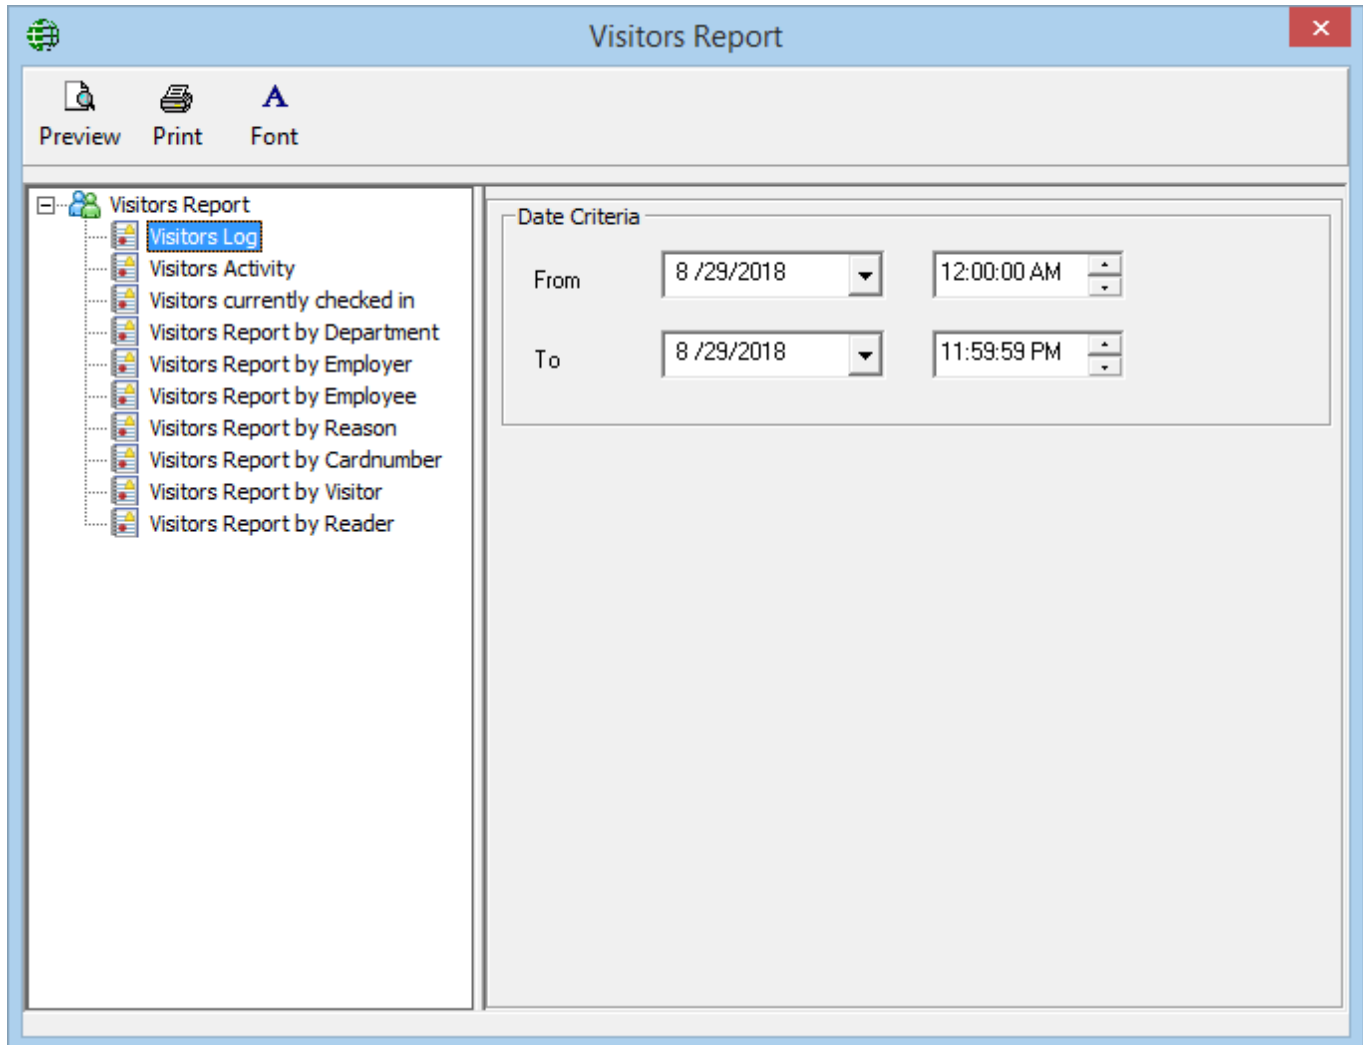 Visitors Report
Preview Print Font
Visitors Report
Visitors Log
Visitors Activity
Visitors currently checked in
Visitors Report by Department
Visitors Report by Employer
Visitors Report by Employee
Visitors Report by Reason
Visitors Report by Cardnumber
Visitors Report by Visitor
Visitors Report by Reader
Date Criteria
From 8 /29/2018 12:00:00 AM
To 8 /29/2018 11:59:59 PM